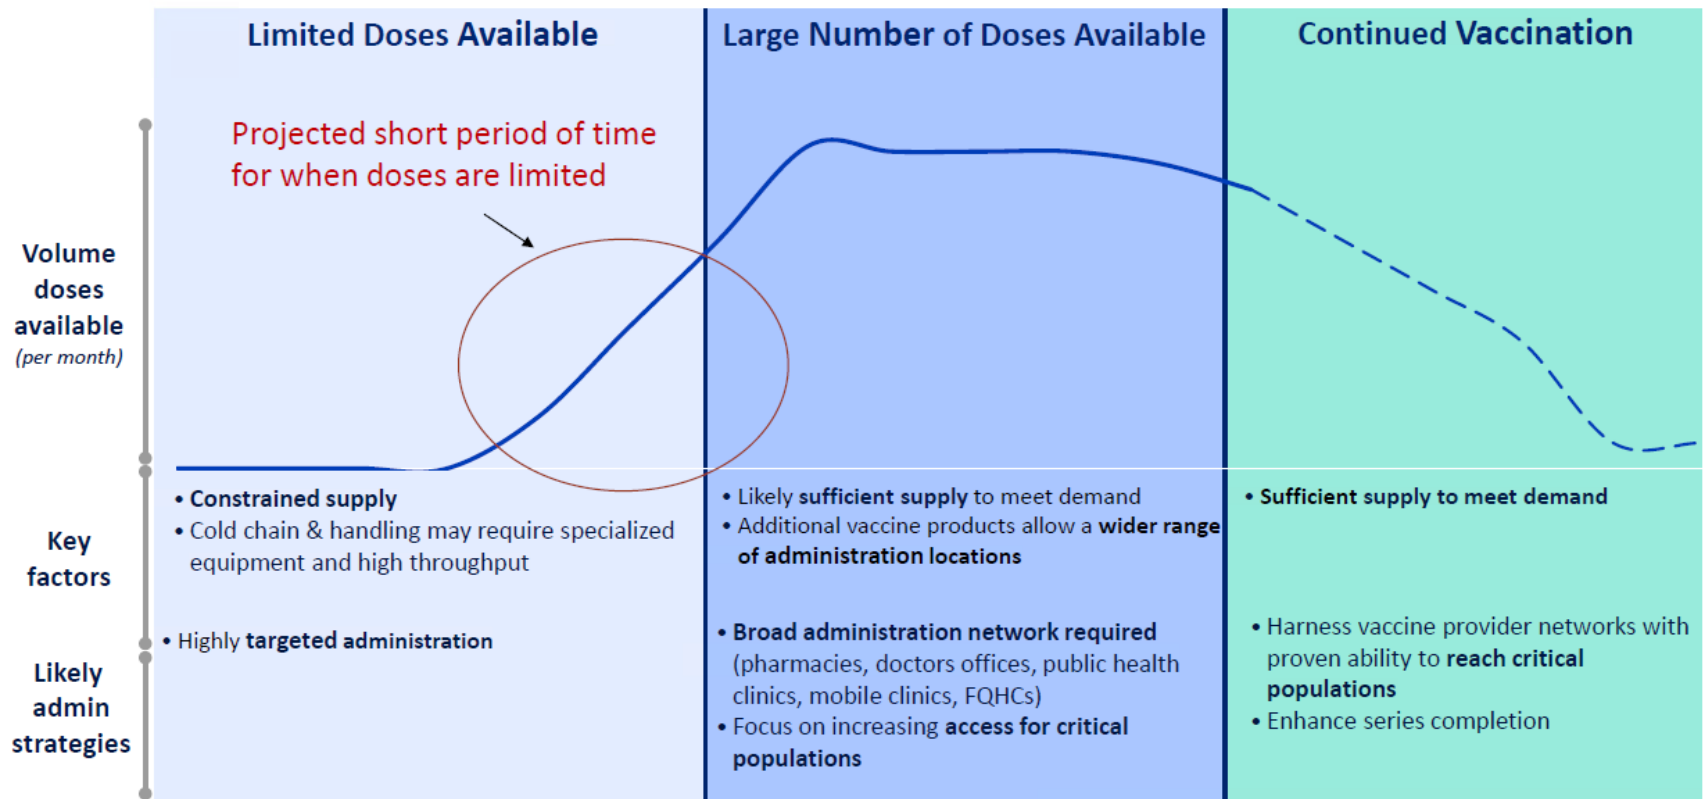 Limited Doses Available
Large Number of Doses Available
Continued Vaccination
Projected short period of time
for when doses are limited
Volume
doses
available
(per month)
Key
factors
• Constrained supply
• Cold chain & handling may require specialized
equipment and high throughput
• Likely sufficient supply to meet demand
• Additional vaccine products allow a wider range
of administration locations
• Sufficient supply to meet demand
Likely
admin
strategies
• Highly targeted administration
• Broad administration network required
(pharmacies, doctors offices, public health
clinics, mobile clinics, FQHCs)
• Focus on increasing access for critical
populations
• Harness vaccine provider networks with
proven ability to reach critical
populations
• Enhance series completion